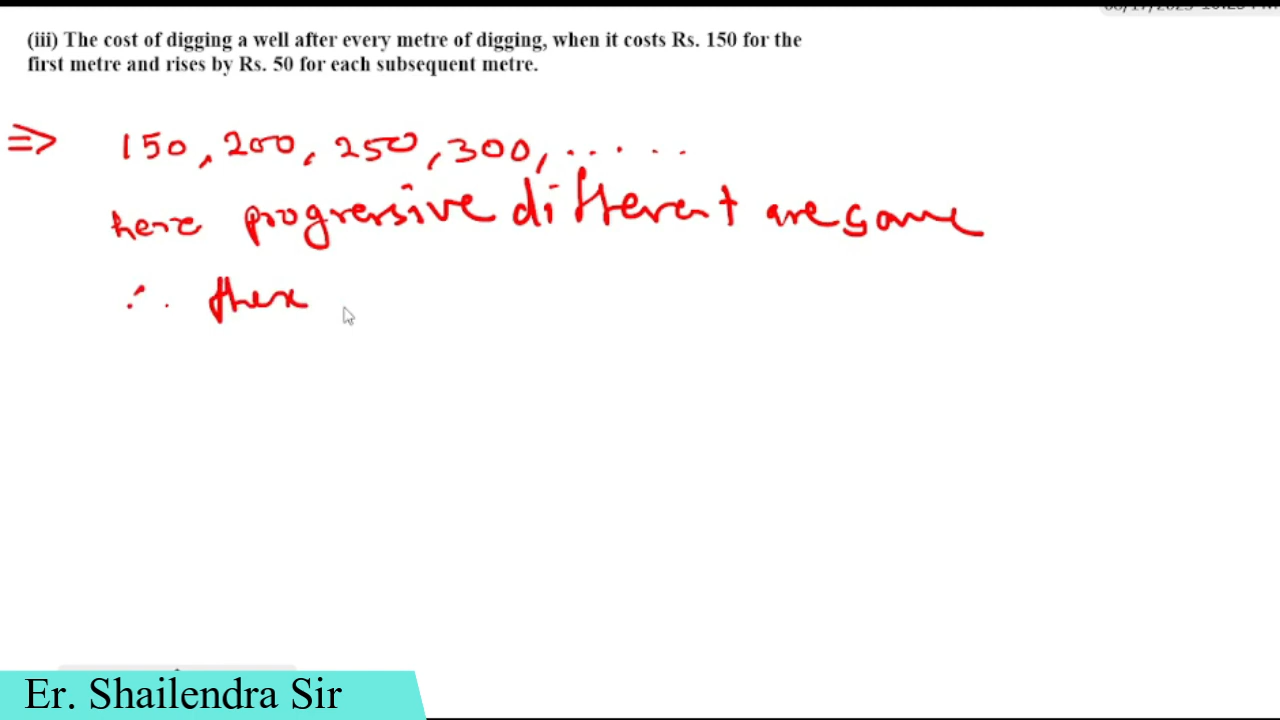 (iii) The cost of digging a well after every metre of digging, when it costs Rs. 150 for the
first metre and rises by Rs. 50 for each subsequent metre.
⇒ 150, 200, 250, 300, .....
here progressive different are same
∴ there
Er. Shailendra Sir